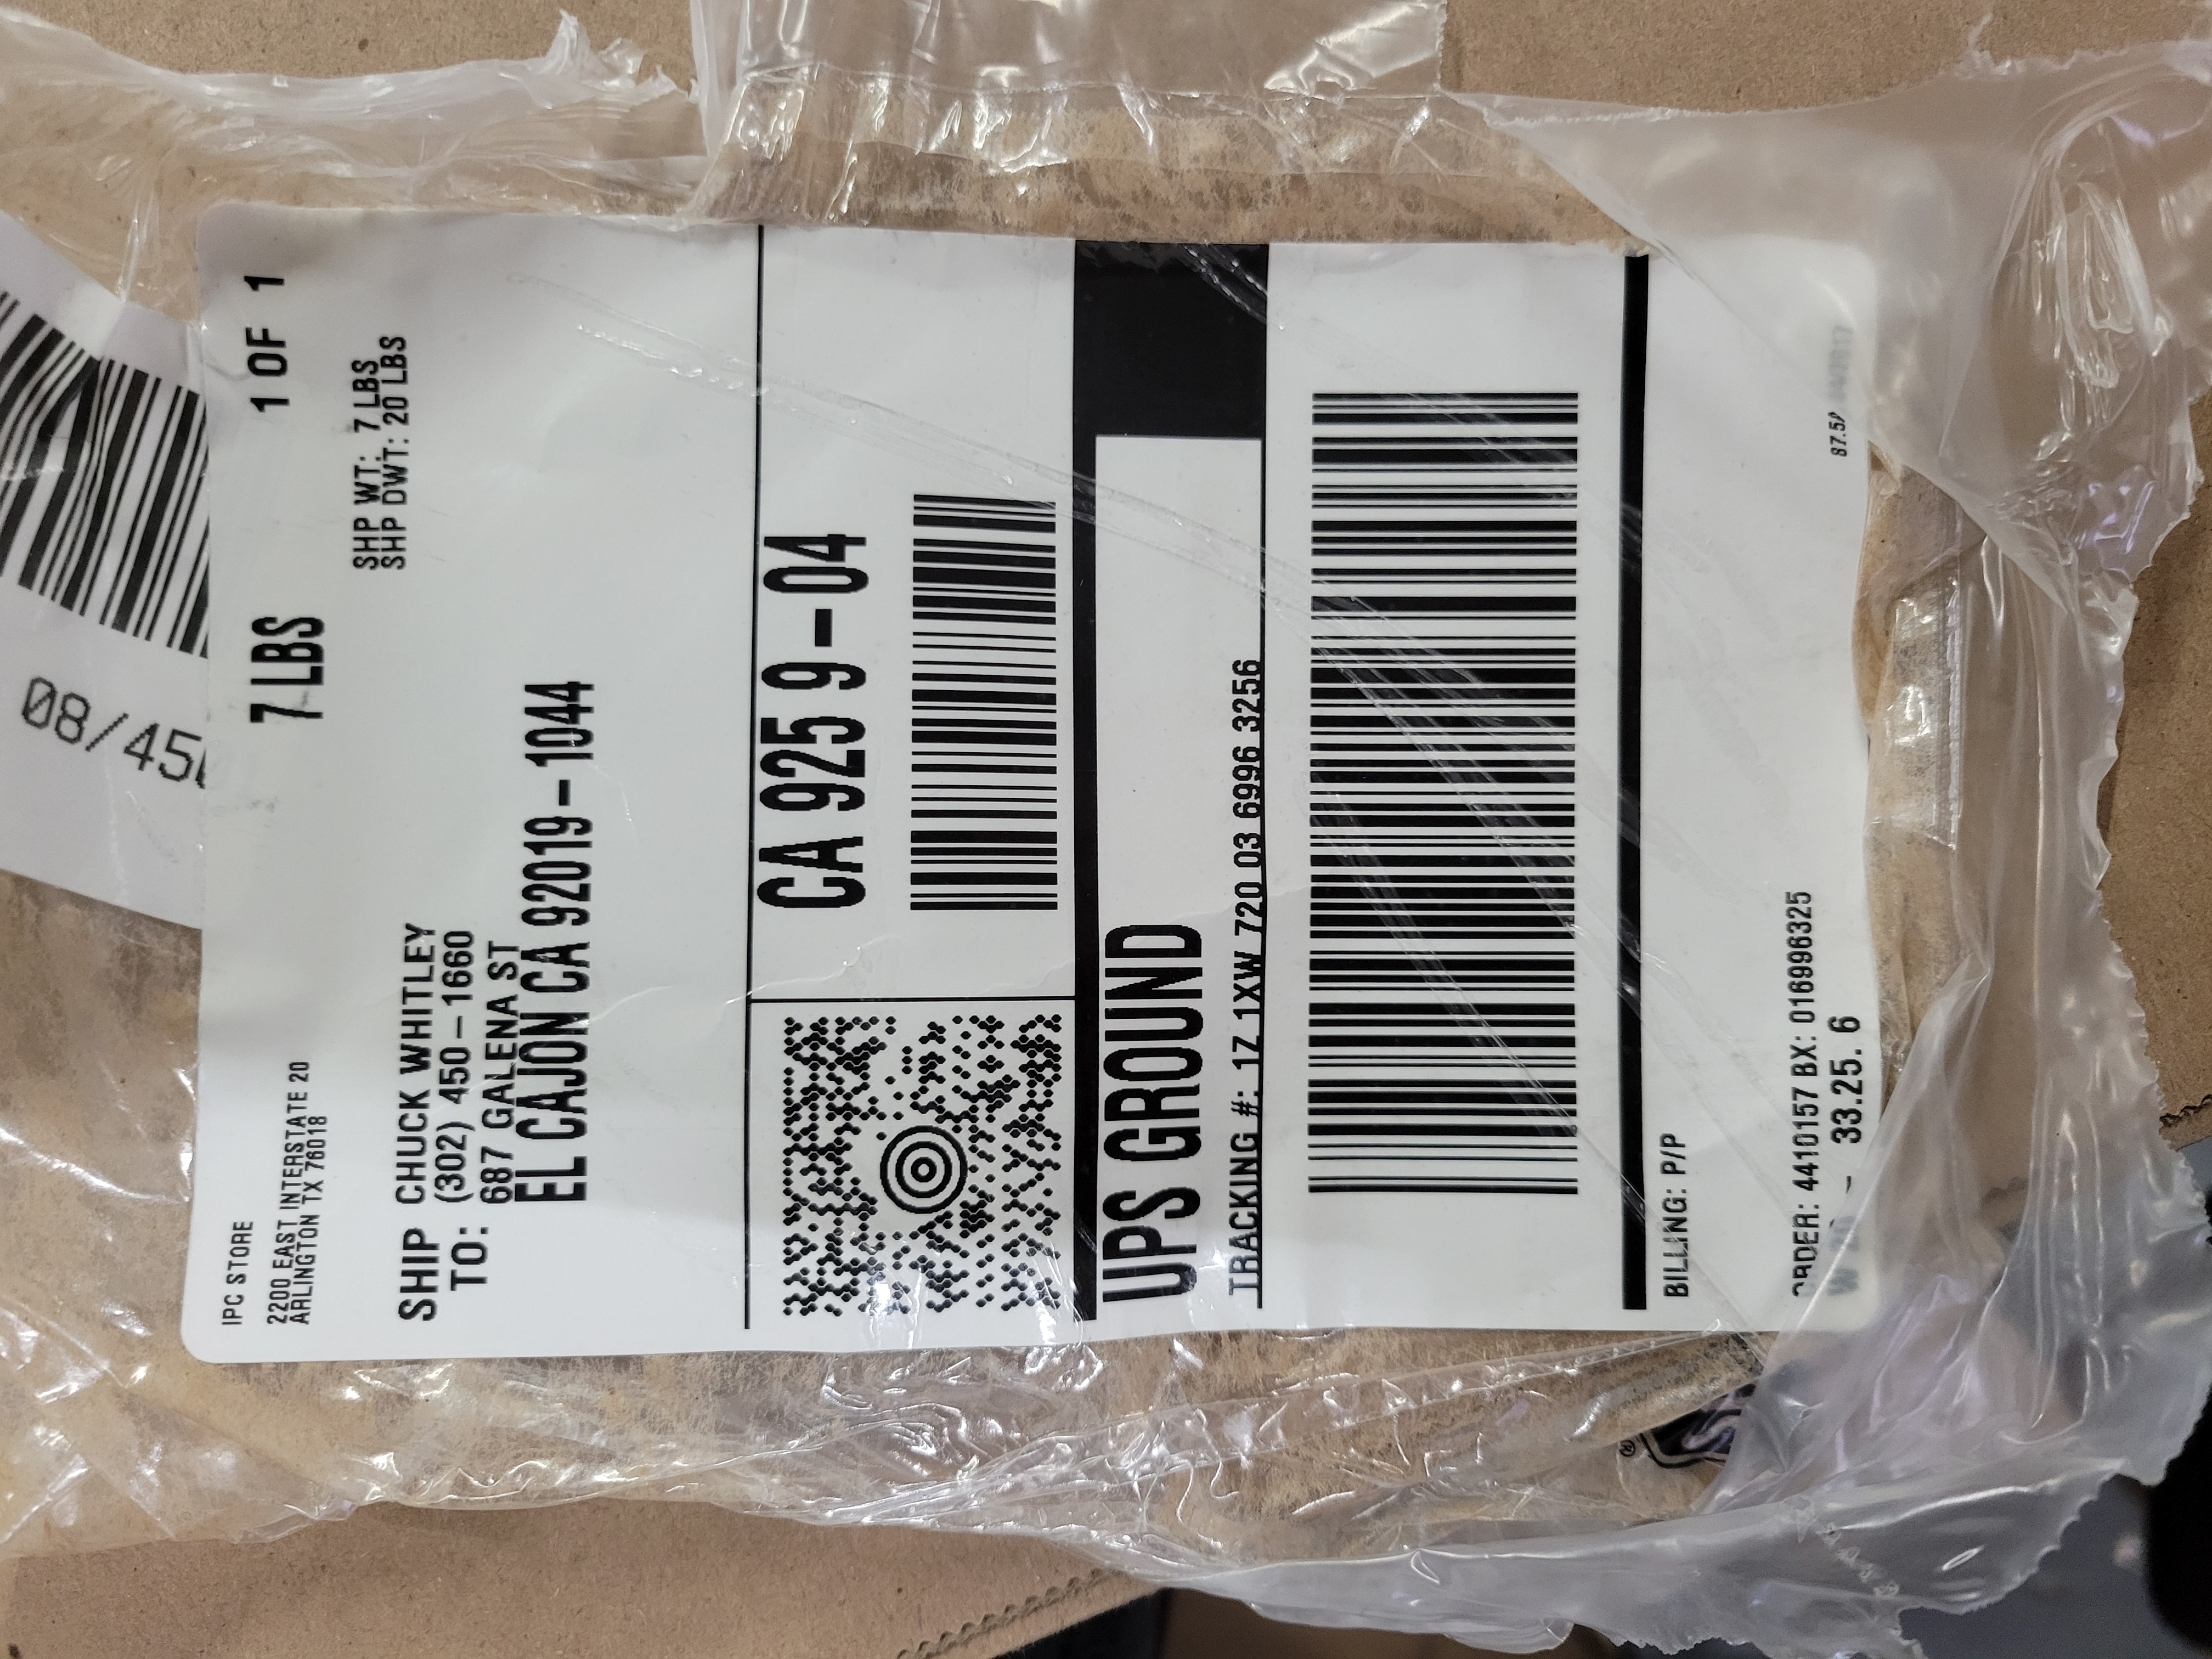 IPC STORE
2200 EAST INTERSTATE 20
ARLINGTON TX 76018
7 LBS
1 OF 1
SHP WT: 7 LBS
SHP DWT: 20 LBS
SHIP TO:
CHUCK WHITLEY
(302) 450-1660
687 GALENA ST
EL CAJON CA 92019-1044
CA 925 9-04
UPS GROUND
TRACKING #: 1Z 1XW 720 03 6996 3256
BILLING: P/P
ORDER: 4410157 BX: 016996325
33.25. 6
08/45
®